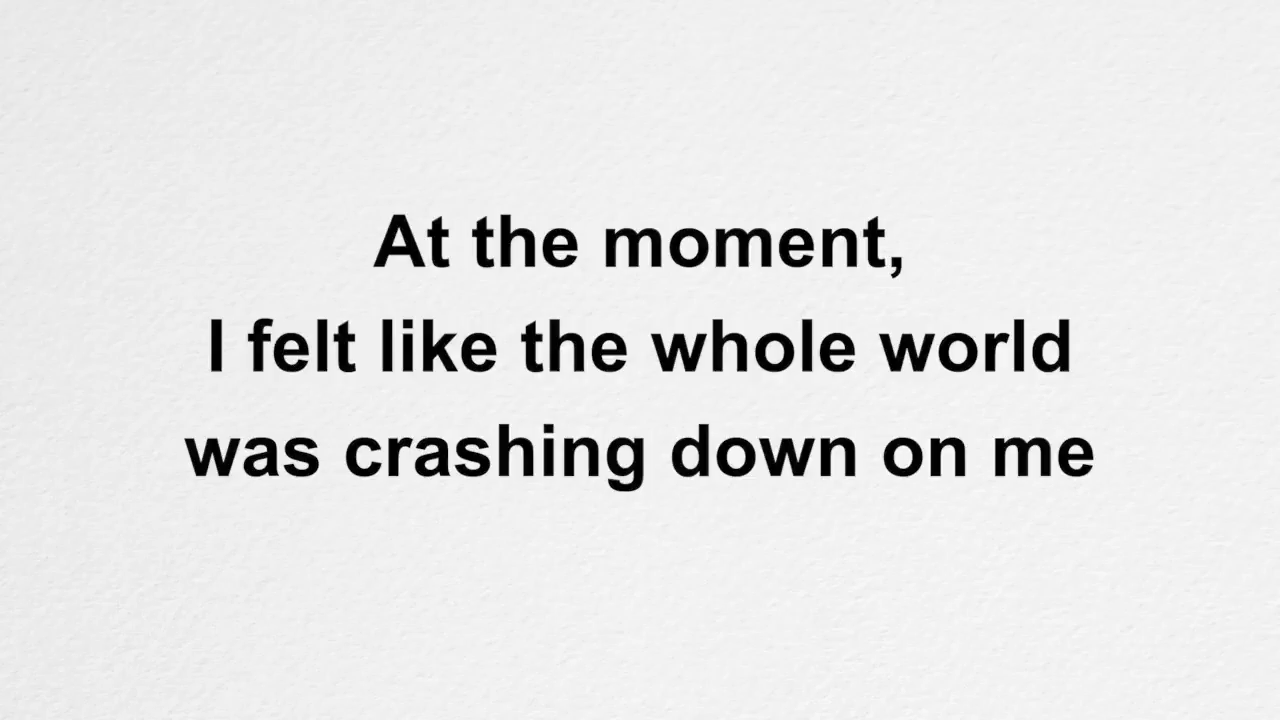 At the moment,
I felt like the whole world
was crashing down on me